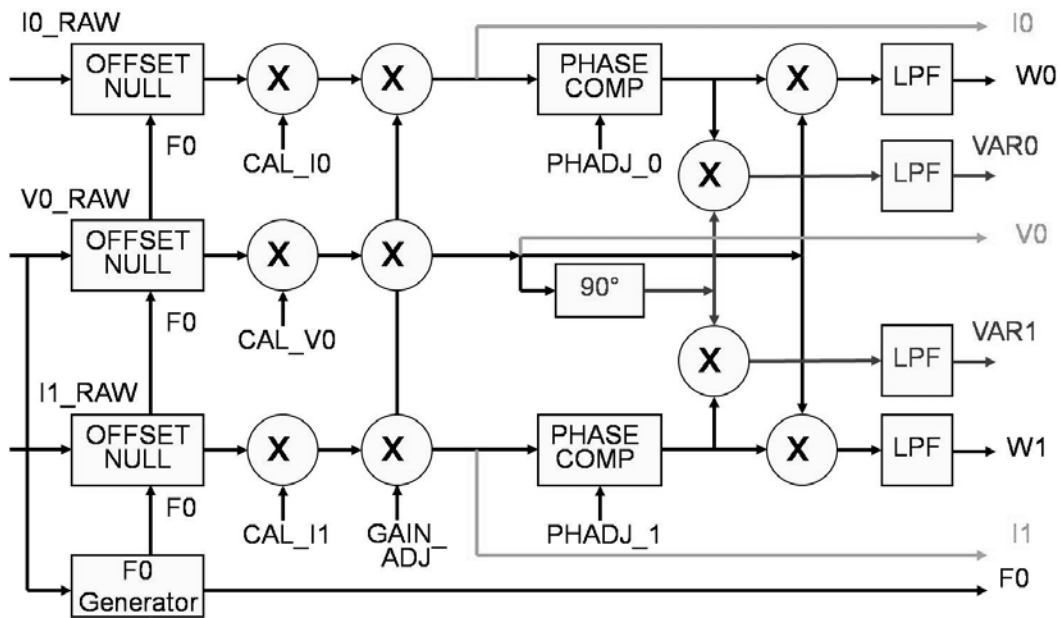 I0_RAW
I0
OFFSET
NULL
X
X
PHASE
COMP
X
LPF
W0
F0
CAL_I0
PHADJ_0
X
LPF
VAR0
V0_RAW
V0
OFFSET
NULL
X
X
90°
F0
CAL_V0
X
LPF
VAR1
I1_RAW
OFFSET
NULL
X
X
PHASE
COMP
X
LPF
W1
F0
CAL_I1
GAIN_
ADJ
PHADJ_1
I1
F0
Generator
F0